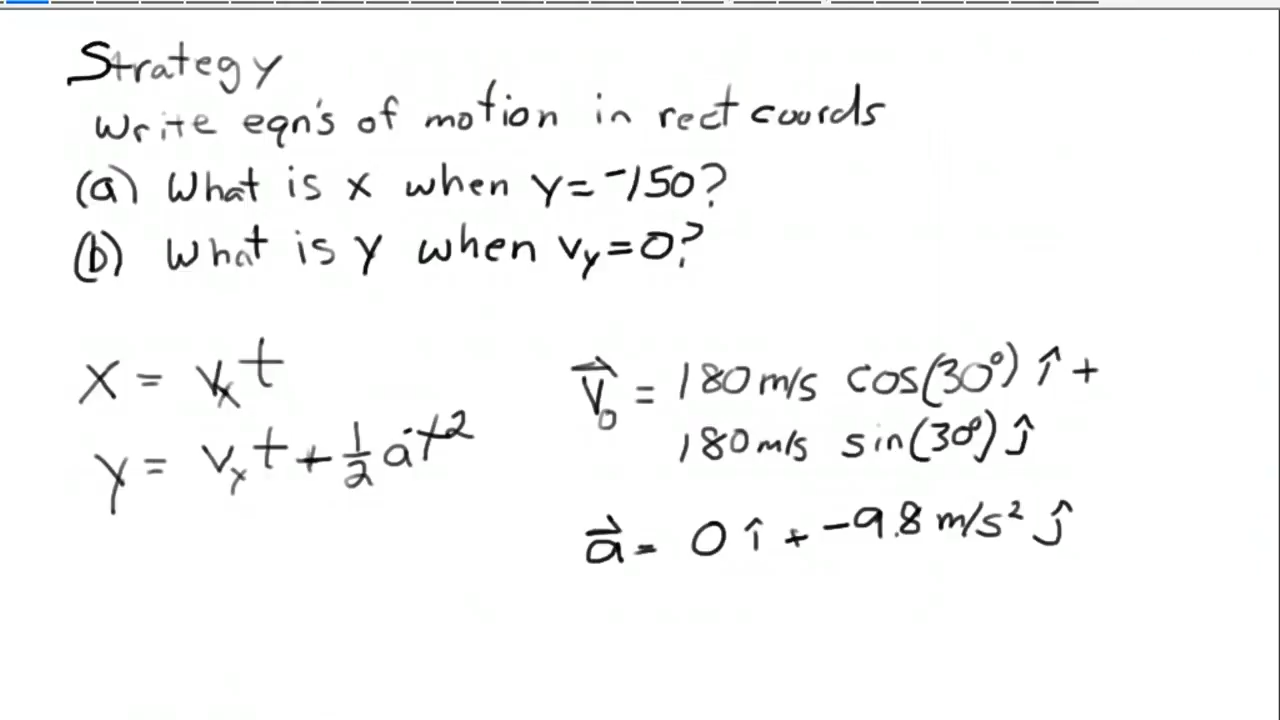 Strategy
Write eqn's of motion in rect coords
(a) What is x when y=-150?
(b) What is y when vy=0?
x = vx t
y = vy t + 1/2 at²
v⃗0 = 180 m/s cos(30°) î +
180 m/s sin(30°) ĵ
a⃗ = 0 î + -9.8 m/s² ĵ